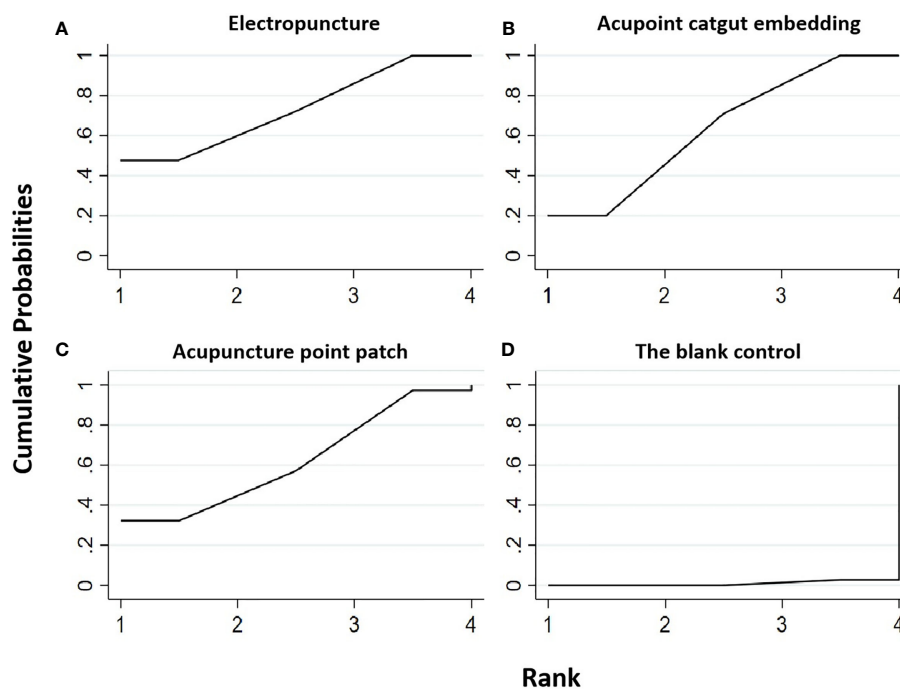 A
Electropuncture
B
Acupoint catgut embedding
Cumulative Probabilities
1
.8
.6
.4
.2
0
1 2 3 4
1
.8
.6
.4
.2
0
1 2 3 4
C
Acupuncture point patch
D
The blank control
1
.8
.6
.4
.2
0
1 2 3 4
1
.8
.6
.4
.2
0
1 2 3 4
Rank